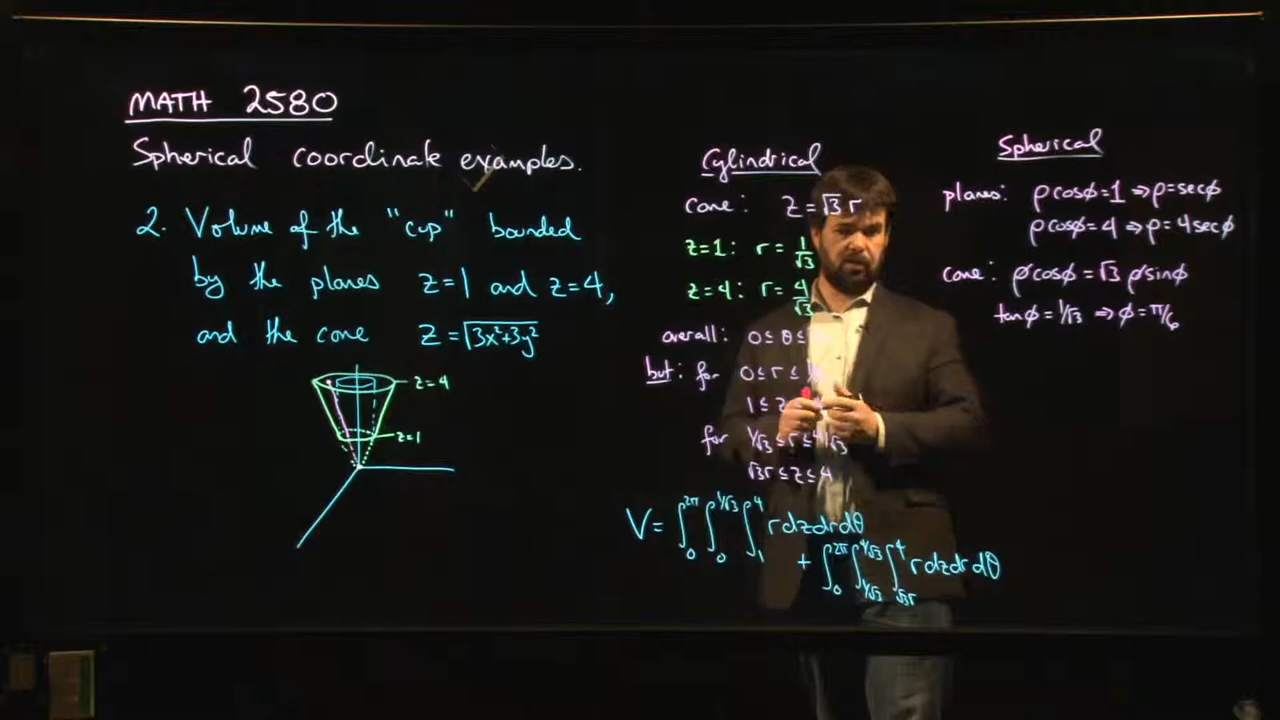 MATH 2580
Spherical coordinate examples.
2. Volume of the "cup" bounded
by the planes z=1 and z=4,
and the cone z=√(3x²+3y²)
z=4
z=1
Cylindrical
cone: z=√3 r
z=1: r=1/√3
z=4: r=4/√3
overall: 0≤θ≤
but: for 0≤r≤
1≤z
for 1/√3≤r≤4/√3
√3r≤z≤4
V=∫₀^2π ∫₀^1/√3 ∫₁^4 r dz dr dθ
+ ∫₀^2π ∫_1/√3^4/√3 ∫_√3r^4 r dz dr dθ
Spherical
planes: ρcosφ=1 ⇒ ρ=secφ
ρcosφ=4 ⇒ ρ=4secφ
cone: ρcosφ=√3 ρsinφ
tanφ=1/√3 ⇒ φ=π/6